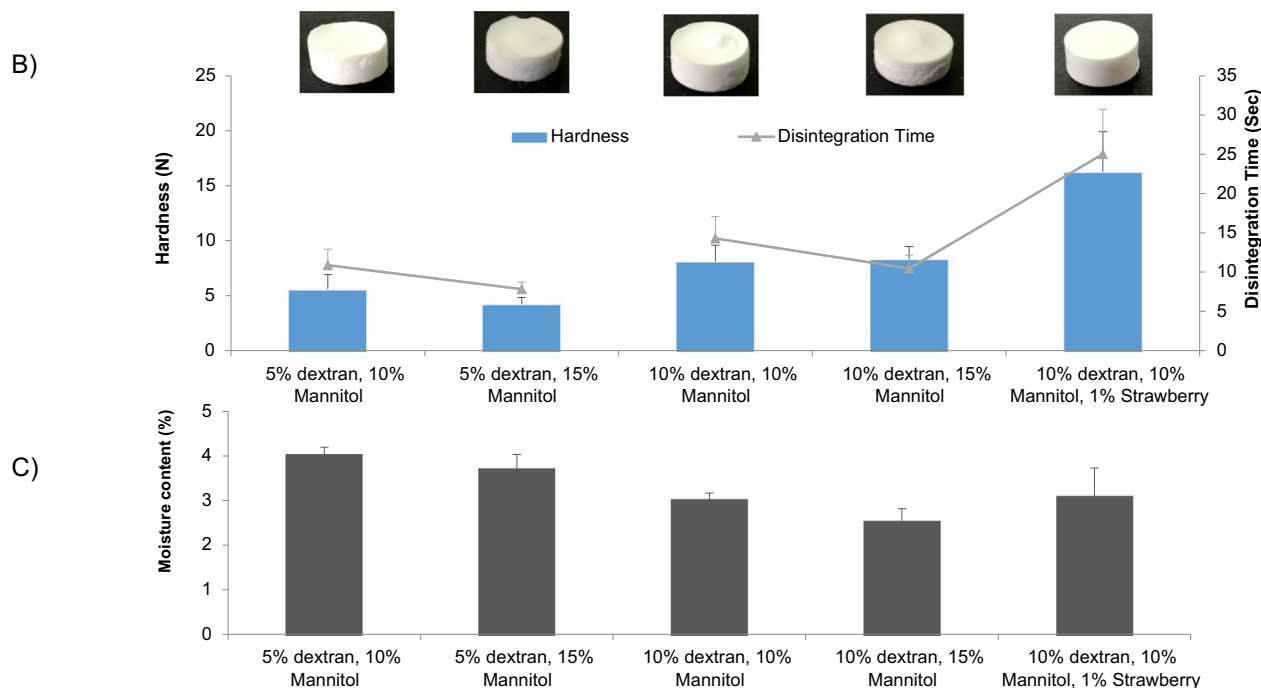 B)
25
20
15
10
5
0
Hardness (N)
Hardness
Disintegration Time
35
30
25
20
15
10
5
0
Disintegration Time (Sec)
5% dextran, 10%
Mannitol
5% dextran, 15%
Mannitol
10% dextran, 10%
Mannitol
10% dextran, 15%
Mannitol
10% dextran, 10%
Mannitol, 1% Strawberry
C)
5
4
3
2
1
0
Moisture content (%)
5% dextran, 10%
Mannitol
5% dextran, 15%
Mannitol
10% dextran, 10%
Mannitol
10% dextran, 15%
Mannitol
10% dextran, 10%
Mannitol, 1% Strawberry